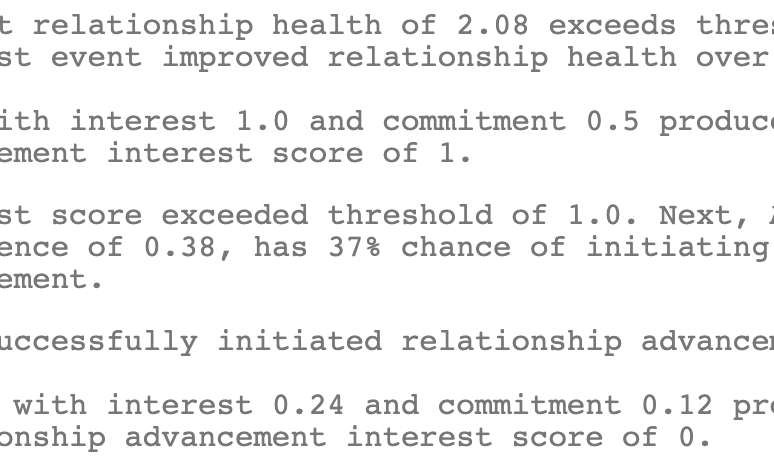 t relationship health of 2.08 exceeds thres
st event improved relationship health over
ith interest 1.0 and commitment 0.5 produc
ement interest score of 1.
st score exceeded threshold of 1.0. Next,
ence of 0.38, has 37% chance of initiating
ement.
uccessfully initiated relationship advancem
with interest 0.24 and commitment 0.12 pro
onship advancement interest score of 0.